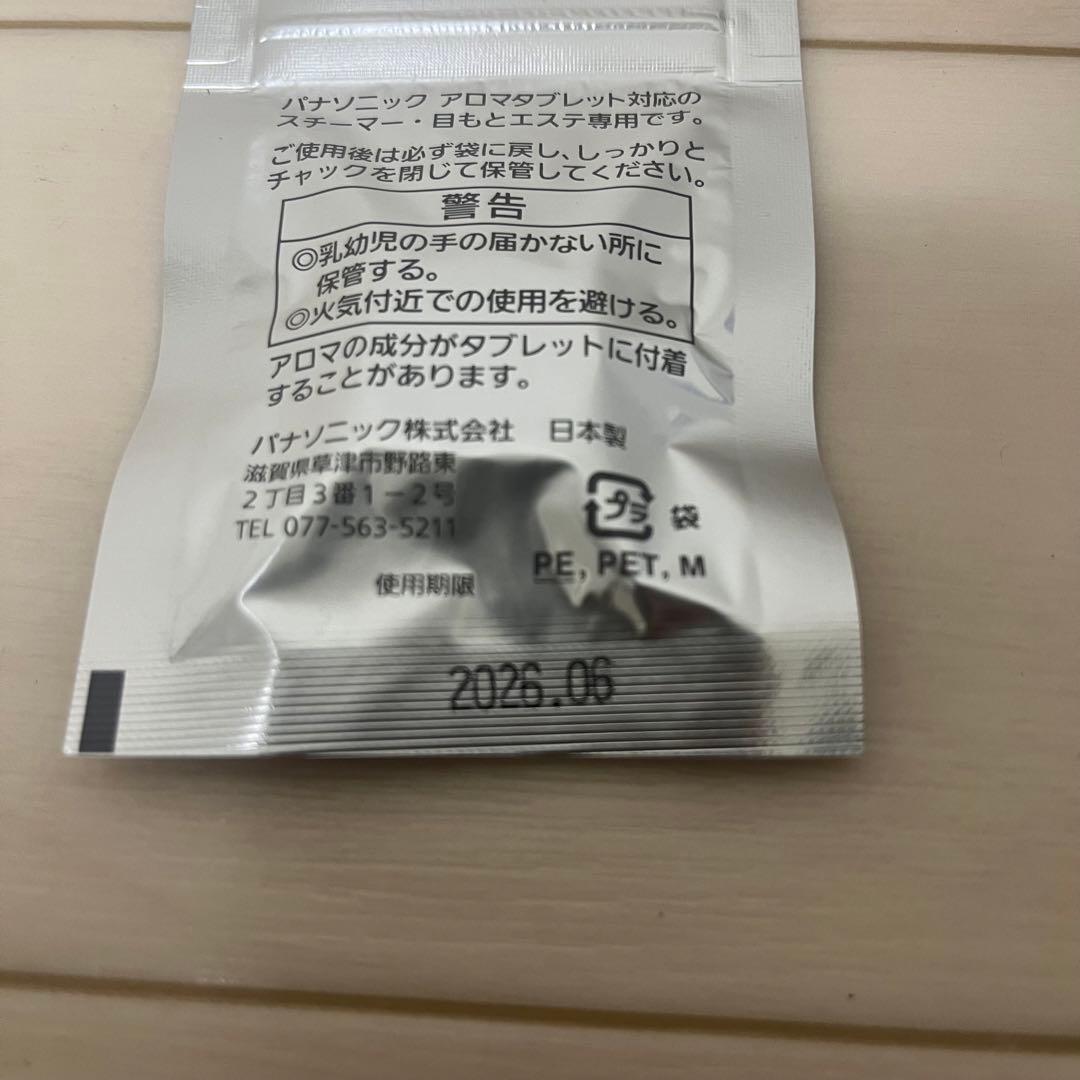 パナソニック アロマタブレット対応の
スチーマー・目もとエステ専用です。
ご使用後は必ず袋に戻し、しっかりと
チャックを閉じて保管してください。
警告
◎乳幼児の手の届かない所に
保管する。
◎火気付近での使用を避ける。
アロマの成分がタブレットに付着
することがあります。
パナソニック株式会社 日本製
滋賀県草津市野路東
2丁目3番1-2号
TEL 077-563-5211
プラ 袋
PE, PET, M
使用期限
2026.06